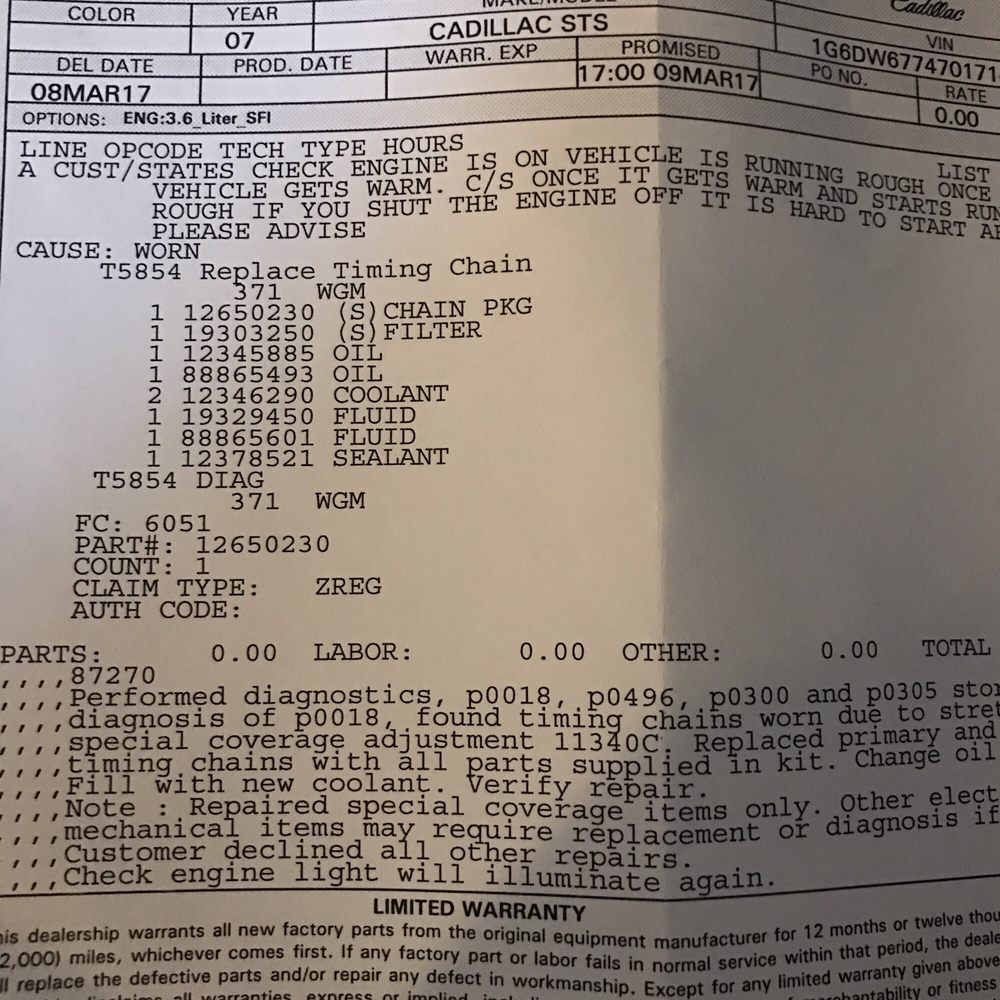 COLOR YEAR MAKE/MODEL Cadillac
07 CADILLAC STS VIN
DEL DATE PROD. DATE WARR. EXP PROMISED 1G6DW677470171
08MAR17 17:00 09MAR17 PO NO. RATE
0.00
OPTIONS: ENG:3.6_Liter_SFI
LINE OPCODE TECH TYPE HOURS LIST
A CUST/STATES CHECK ENGINE IS ON VEHICLE IS RUNNING ROUGH ONCE
VEHICLE GETS WARM. C/S ONCE IT GETS WARM AND STARTS RUN
ROUGH IF YOU SHUT THE ENGINE OFF IT IS HARD TO START
PLEASE ADVISE
CAUSE: WORN
T5854 Replace Timing Chain
371 WGM
1 12650230 (S)CHAIN PKG
1 19303250 (S)FILTER
1 12345885 OIL
1 88865493 OIL
2 12346290 COOLANT
1 19329450 FLUID
1 88865601 FLUID
1 12378521 SEALANT
T5854 DIAG
371 WGM
FC: 6051
PART#: 12650230
COUNT: 1
CLAIM TYPE: ZREG
AUTH CODE:
PARTS: 0.00 LABOR: 0.00 OTHER: 0.00 TOTAL
,,,,87270
,,,,Performed diagnostics, p0018, p0496, p0300 and p0305 stor
,,,,diagnosis of p0018, found timing chains worn due to stret
,,,,special coverage adjustment 11340C. Replaced primary and
,,,,timing chains with all parts supplied in kit. Change oil
,,,,Fill with new coolant. Verify repair.
,,,,Note : Repaired special coverage items only. Other elect
,,,,mechanical items may require replacement or diagnosis if
,,,,Customer declined all other repairs.
,,,,Check engine light will illuminate again.
LIMITED WARRANTY
his dealership warrants all new factory parts from the original equipment manufacturer for 12 months or twelve thou
2,000) miles, whichever comes first. If any factory part or labor fails in normal service within that period, the deale
ll replace the defective parts and/or repair any defect in workmanship. Except for any limited warranty given above
all warranties, express or implied, merchantability or fitness